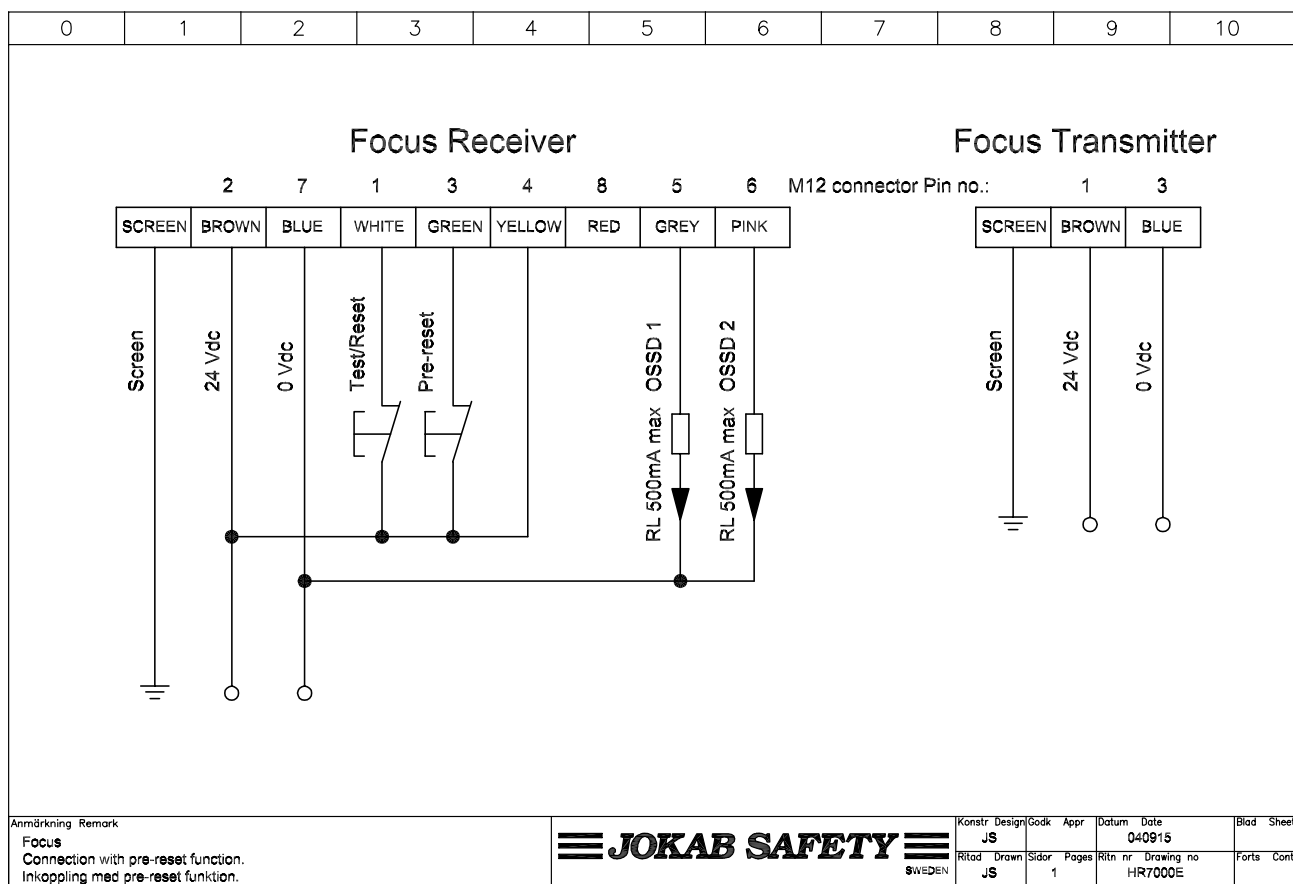 0 1 2 3 4 5 6 7 8 9 10
Focus Receiver
Focus Transmitter
2 7 1 3 4 8 5 6 M12 connector Pin no.: 1 3
SCREEN BROWN BLUE WHITE GREEN YELLOW RED GREY PINK
SCREEN BROWN BLUE
Screen
24 Vdc
0 Vdc
Test/Reset
Pre-reset
RL 500mA max OSSD 1
RL 500mA max OSSD 2
Screen
24 Vdc
0 Vdc
Anmärkning Remark
Focus
Connection with pre-reset function.
Inkoppling med pre-reset funktion.
JOKAB SAFETY
SWEDEN
Konstr Design Godk Appr Datum Date Blad Sheet
JS 040915
Ritad Drawn Sidor Pages Ritn nr Drawing no Forts Cont
JS 1 HR7000E